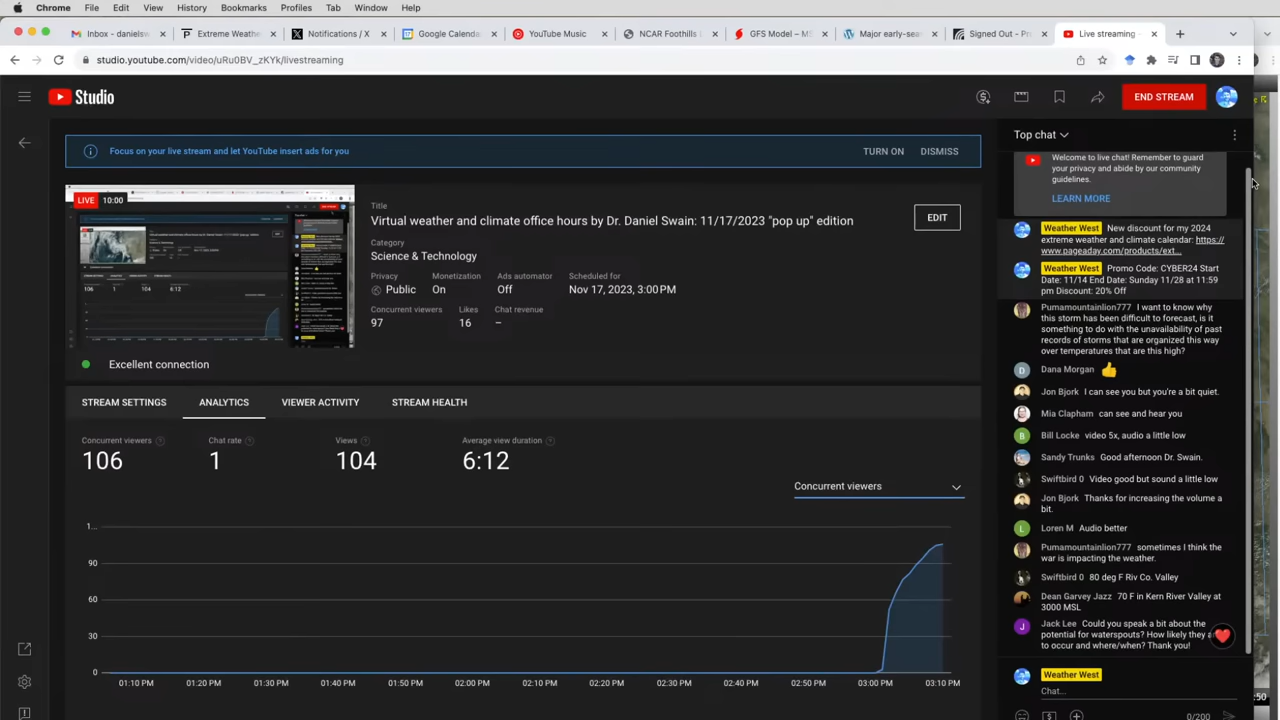 Chrome File Edit View History Bookmarks Profiles Tab Window Help
Inbox - danielsw Extreme Weathe Notifications / X Google Calenda YouTube Music NCAR Foothills GFS Model – Major early-sea Signed Out - Pr Live streaming -
studio.youtube.com/video/uRu0BV_zKYk/livestreaming
Studio
END STREAM
Focus on your live stream and let YouTube insert ads for you
TURN ON DISMISS
Top chat
LIVE 10:00
Title
Virtual weather and climate office hours by Dr. Daniel Swain: 11/17/2023 "pop up" edition
EDIT
Category
Science & Technology
Privacy Monetization Ads automator Scheduled for
Public On Off Nov 17, 2023, 3:00 PM
Concurrent viewers Likes Chat revenue
97 16 –
Excellent connection
STREAM SETTINGS ANALYTICS VIEWER ACTIVITY STREAM HEALTH
Concurrent viewers Chat rate Views Average view duration
106 1 104 6:12
Concurrent viewers
1...
90
60
30
0
01:10 PM 01:20 PM 01:30 PM 01:40 PM 01:50 PM 02:00 PM 02:10 PM 02:20 PM 02:30 PM 02:40 PM 02:50 PM 03:00 PM 03:10 PM
Welcome to live chat! Remember to guard
your privacy and abide by our community
guidelines.
LEARN MORE
Weather West New discount for my 2024
extreme weather and climate calendar: https://
www.pageaday.com/products/ext...
Weather West Promo Code: CYBER24 Start
Date: 11/14 End Date: Sunday 11/28 at 11:59
pm Discount: 20% Off
Pumamountainlion777 I want to know why
this storm has been difficult to forecast, is it
something to do with the unavailability of past
records of storms that are organized this way
over temperatures that are this high?
Dana Morgan 👍
Jon Bjork I can see you but you're a bit quiet.
Mia Clapham can see and hear you
Bill Locke video 5x, audio a little low
Sandy Trunks Good afternoon Dr. Swain.
Swiftbird 0 Video good but sound a little low
Jon Bjork Thanks for increasing the volume a
bit.
Loren M Audio better
Pumamountainlion777 sometimes I think the
war is impacting the weather.
Swiftbird 0 80 deg F Riv Co. Valley
Dean Garvey Jazz 70 F in Kern River Valley at
3000 MSL
Jack Lee Could you speak a bit about the
potential for waterspouts? How likely they
to occur and where/when? Thank you!
Weather West
Chat...
0/200
:50